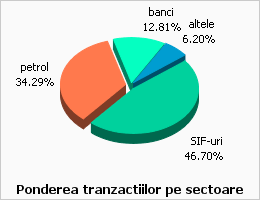 banci
12.81%
altele
6.20%
petrol
34.29%
SIF-uri
46.70%
Ponderea tranzactiilor pe sectoare